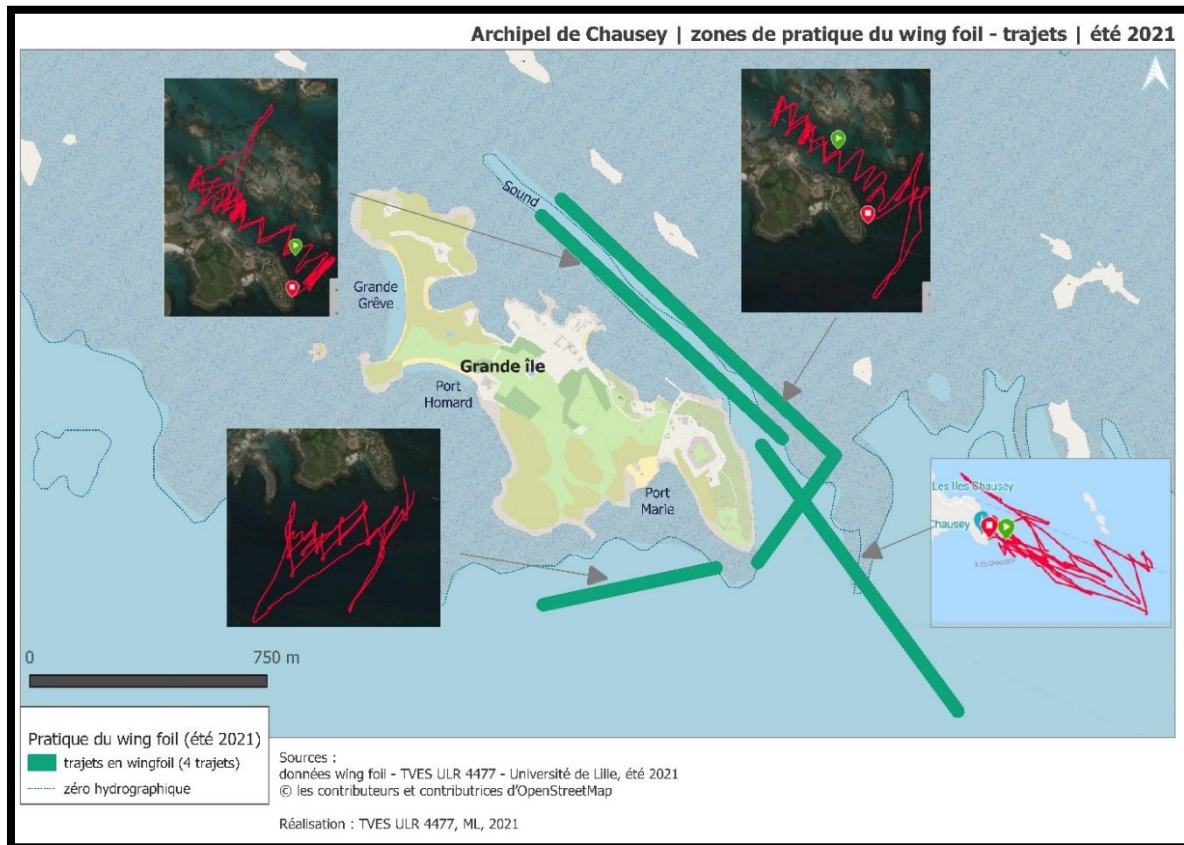 Archipel de Chausey | zones de pratique du wing foil - trajets | été 2021
Sound
Grande
Grêve
Grande île
Port
Homard
Port
Marie
Les Iles Chausey
Chausey
ÎLES CHAUSEY
0 750 m
Pratique du wing foil (été 2021)
trajets en wingfoil (4 trajets)
zéro hydrographique
Sources :
données wing foil - TVES ULR 4477 - Université de Lille, été 2021
© les contributeurs et contributrices d'OpenStreetMap
Réalisation : TVES ULR 4477, ML, 2021